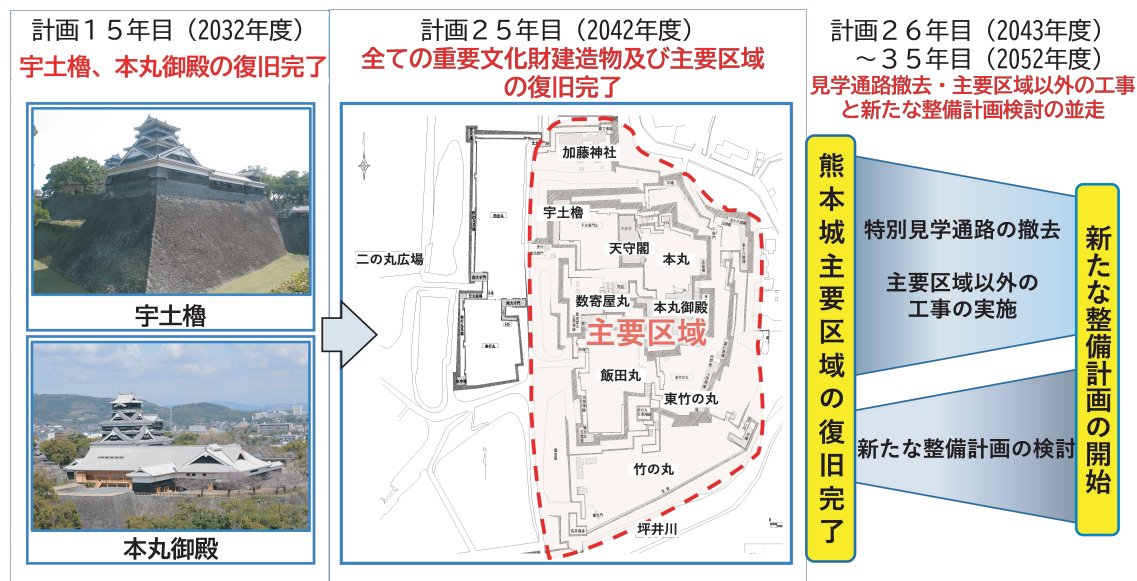 計画１５年目（2032年度）
宇土櫓、本丸御殿の復旧完了
宇土櫓
本丸御殿
計画２５年目（2042年度）
全ての重要文化財建造物及び主要区域
の復旧完了
加藤神社
宇土櫓
天守閣
本丸
二の丸広場
数寄屋丸
本丸御殿
主要区域
飯田丸
東竹の丸
竹の丸
坪井川
計画２６年目（2043年度）
～３５年目（2052年度）
見学通路撤去・主要区域以外の工事
と新たな整備計画検討の並走
熊本城主要区域の復旧完了
特別見学通路の撤去
主要区域以外の
工事の実施
新たな整備計画の検討
新たな整備計画の開始